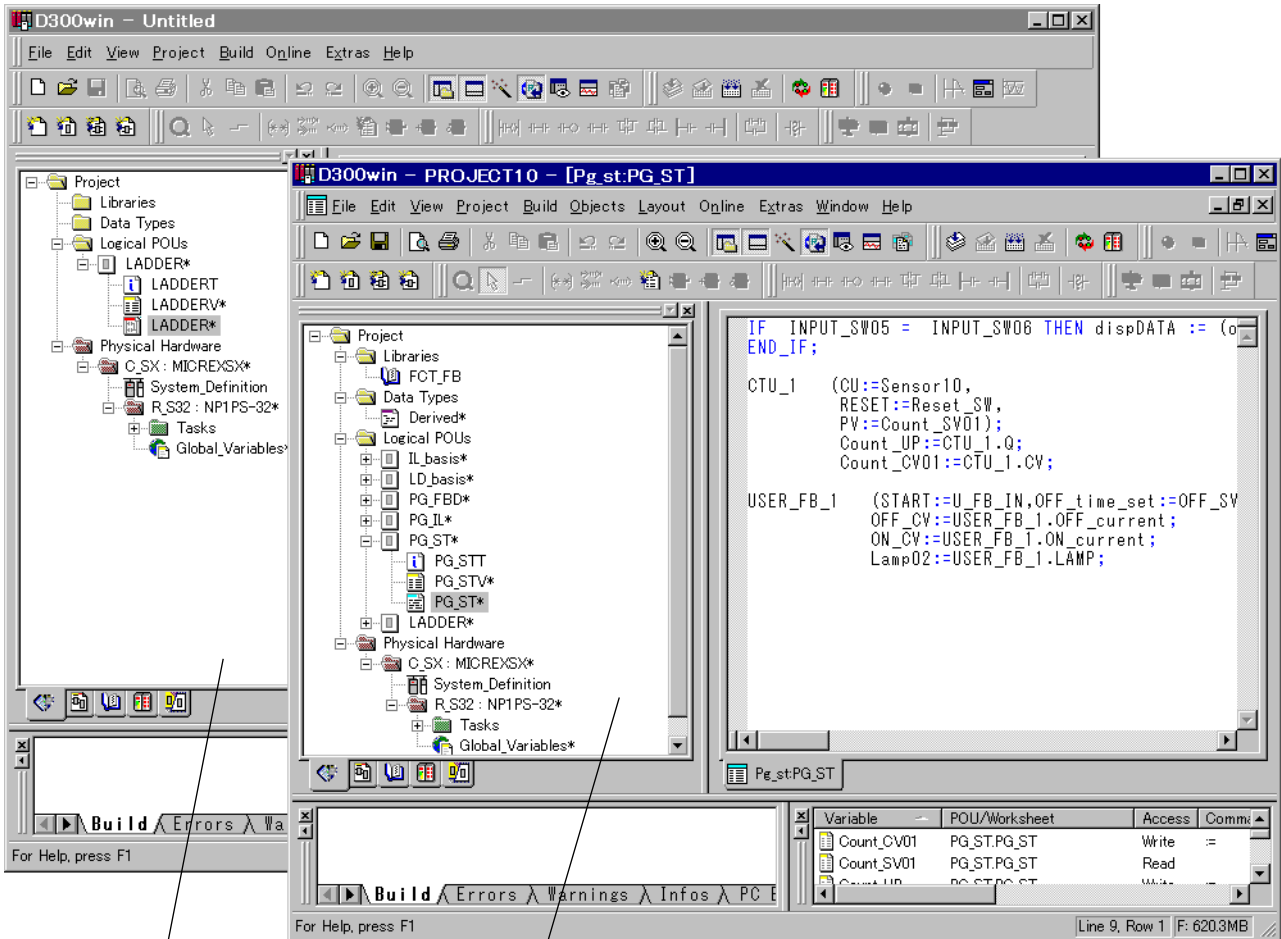 D300win - Untitled
File Edit View Project Build Online Extras Help
Project
Libraries
Data Types
Logical POUs
LADDER*
LADDERT
LADDERV*
LADDER*
Physical Hardware
C_SX : MICREXSX*
System_Definition
R_S32 : NP1PS-32*
Tasks
Global_Variables*
Build Errors Wa
For Help, press F1
D300win - PROJECT10 - [Pg_st:PG_ST]
File Edit View Project Build Objects Layout Online Extras Window Help
Project
Libraries
FCT_FB
Data Types
Derived*
Logical POUs
IL_basis*
LD_basis*
PG_FBD*
PG_IL*
PG_ST*
PG_STT
PG_STV*
PG_ST*
LADDER*
Physical Hardware
C_SX : MICREXSX*
System_Definition
R_S32 : NP1PS-32*
Tasks
Global_Variables*
IF INPUT_SW05 = INPUT_SW06 THEN dispDATA := (o
END_IF;
CTU_1 (CU:=Sensor10,
RESET:=Reset_SW,
PV:=Count_SV01);
Count_UP:=CTU_1.Q;
Count_CV01:=CTU_1.CV;
USER_FB_1 (START:=U_FB_IN,OFF_time_set:=OFF_SV
OFF_CV:=USER_FB_1.OFF_current;
ON_CV:=USER_FB_1.ON_current;
Lamp02:=USER_FB_1.LAMP;
Pg_st:PG_ST
Build Errors Warnings Infos PC E
Variable POU/Worksheet Access Comma
Count_CV01 PG_ST.PG_ST Write :=
Count_SV01 PG_ST.PG_ST Read
For Help, press F1
Line 9, Row 1 F: 620.3MB